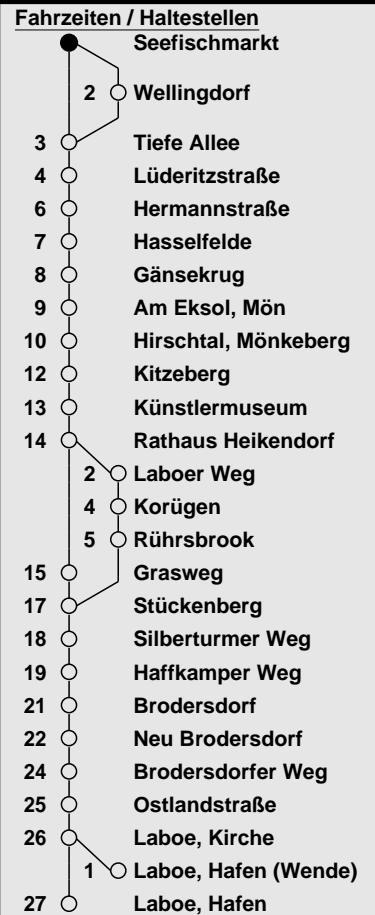 Fahrzeiten / Haltestellen
Seefischmarkt
2 Wellingdorf
3 Tiefe Allee
4 Lüderitzstraße
6 Hermannstraße
7 Hasselfelde
8 Gänsekrug
9 Am Eksol, Mön
10 Hirschtal, Mönkeberg
12 Kitzeberg
13 Künstlermuseum
14 Rathaus Heikendorf
2 Laboer Weg
4 Korügen
5 Rührsbrook
15 Grasweg
17 Stückenberg
18 Silberturmer Weg
19 Haffkamper Weg
21 Brodersdorf
22 Neu Brodersdorf
24 Brodersdorfer Weg
25 Ostlandstraße
26 Laboe, Kirche
1 Laboe, Hafen (Wende)
27 Laboe, Hafen